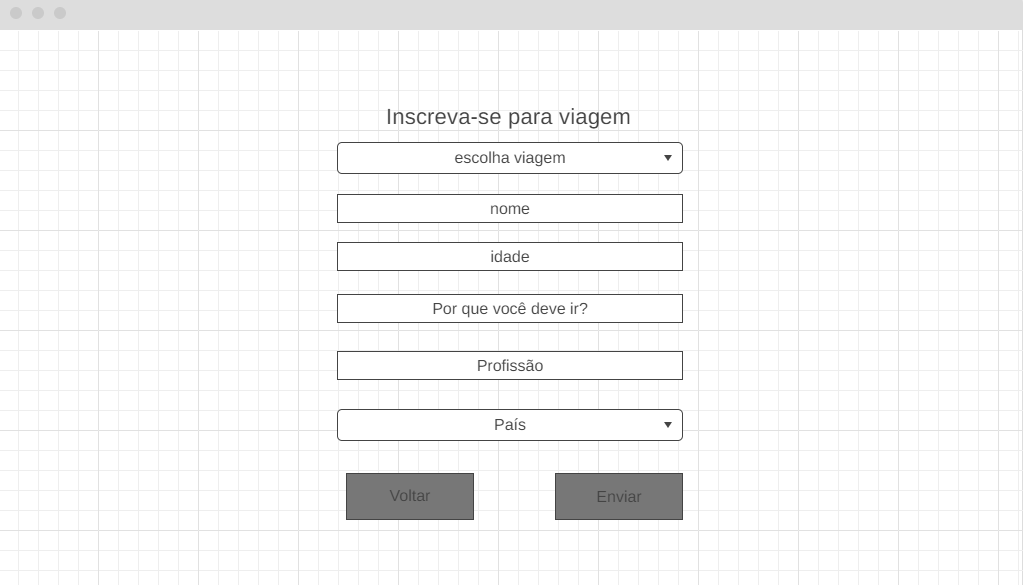 Inscreva-se para viagem
escolha viagem
nome
idade
Por que você deve ir?
Profissão
País
Voltar
Enviar